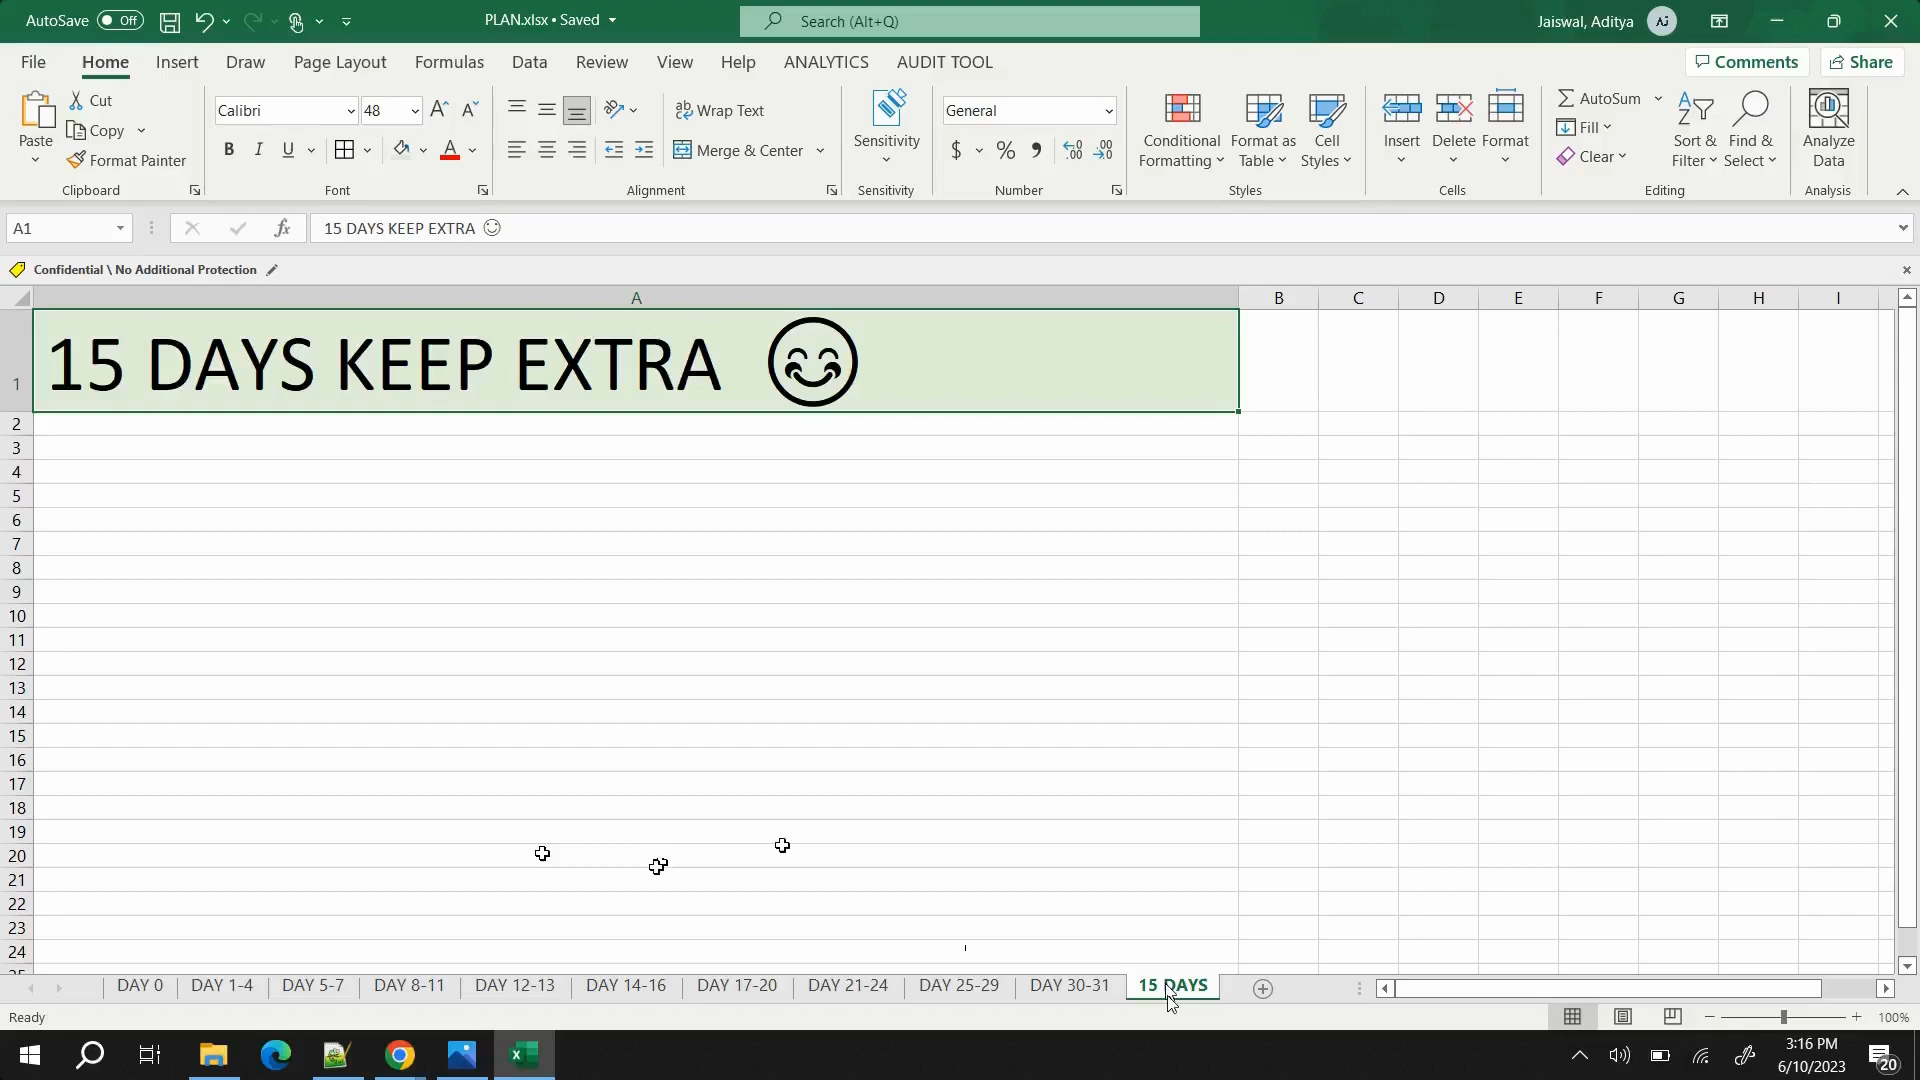 AutoSave Off
PLAN.xlsx • Saved
Search (Alt+Q)
Jaiswal, Aditya AJ
File Home Insert Draw Page Layout Formulas Data Review View Help ANALYTICS AUDIT TOOL
Comments Share
Paste
Cut
Copy
Format Painter
Clipboard
Calibri 48
B I U
Font
Wrap Text
Merge & Center
Alignment
Sensitivity
Sensitivity
General
$ % 9
Number
Conditional Formatting
Format as Table
Cell Styles
Styles
Insert Delete Format
Cells
AutoSum
Fill
Clear
Sort & Filter
Find & Select
Editing
Analyze Data
Analysis
A1 fx 15 DAYS KEEP EXTRA 😊
Confidential \ No Additional Protection
A B C D E F G H I
1 15 DAYS KEEP EXTRA 😊
2
3
4
5
6
7
8
9
10
11
12
13
14
15
16
17
18
19
20
21
22
23
24
25
DAY 0 DAY 1-4 DAY 5-7 DAY 8-11 DAY 12-13 DAY 14-16 DAY 17-20 DAY 21-24 DAY 25-29 DAY 30-31 15 DAYS
Ready
100%
3:16 PM
6/10/2023
20